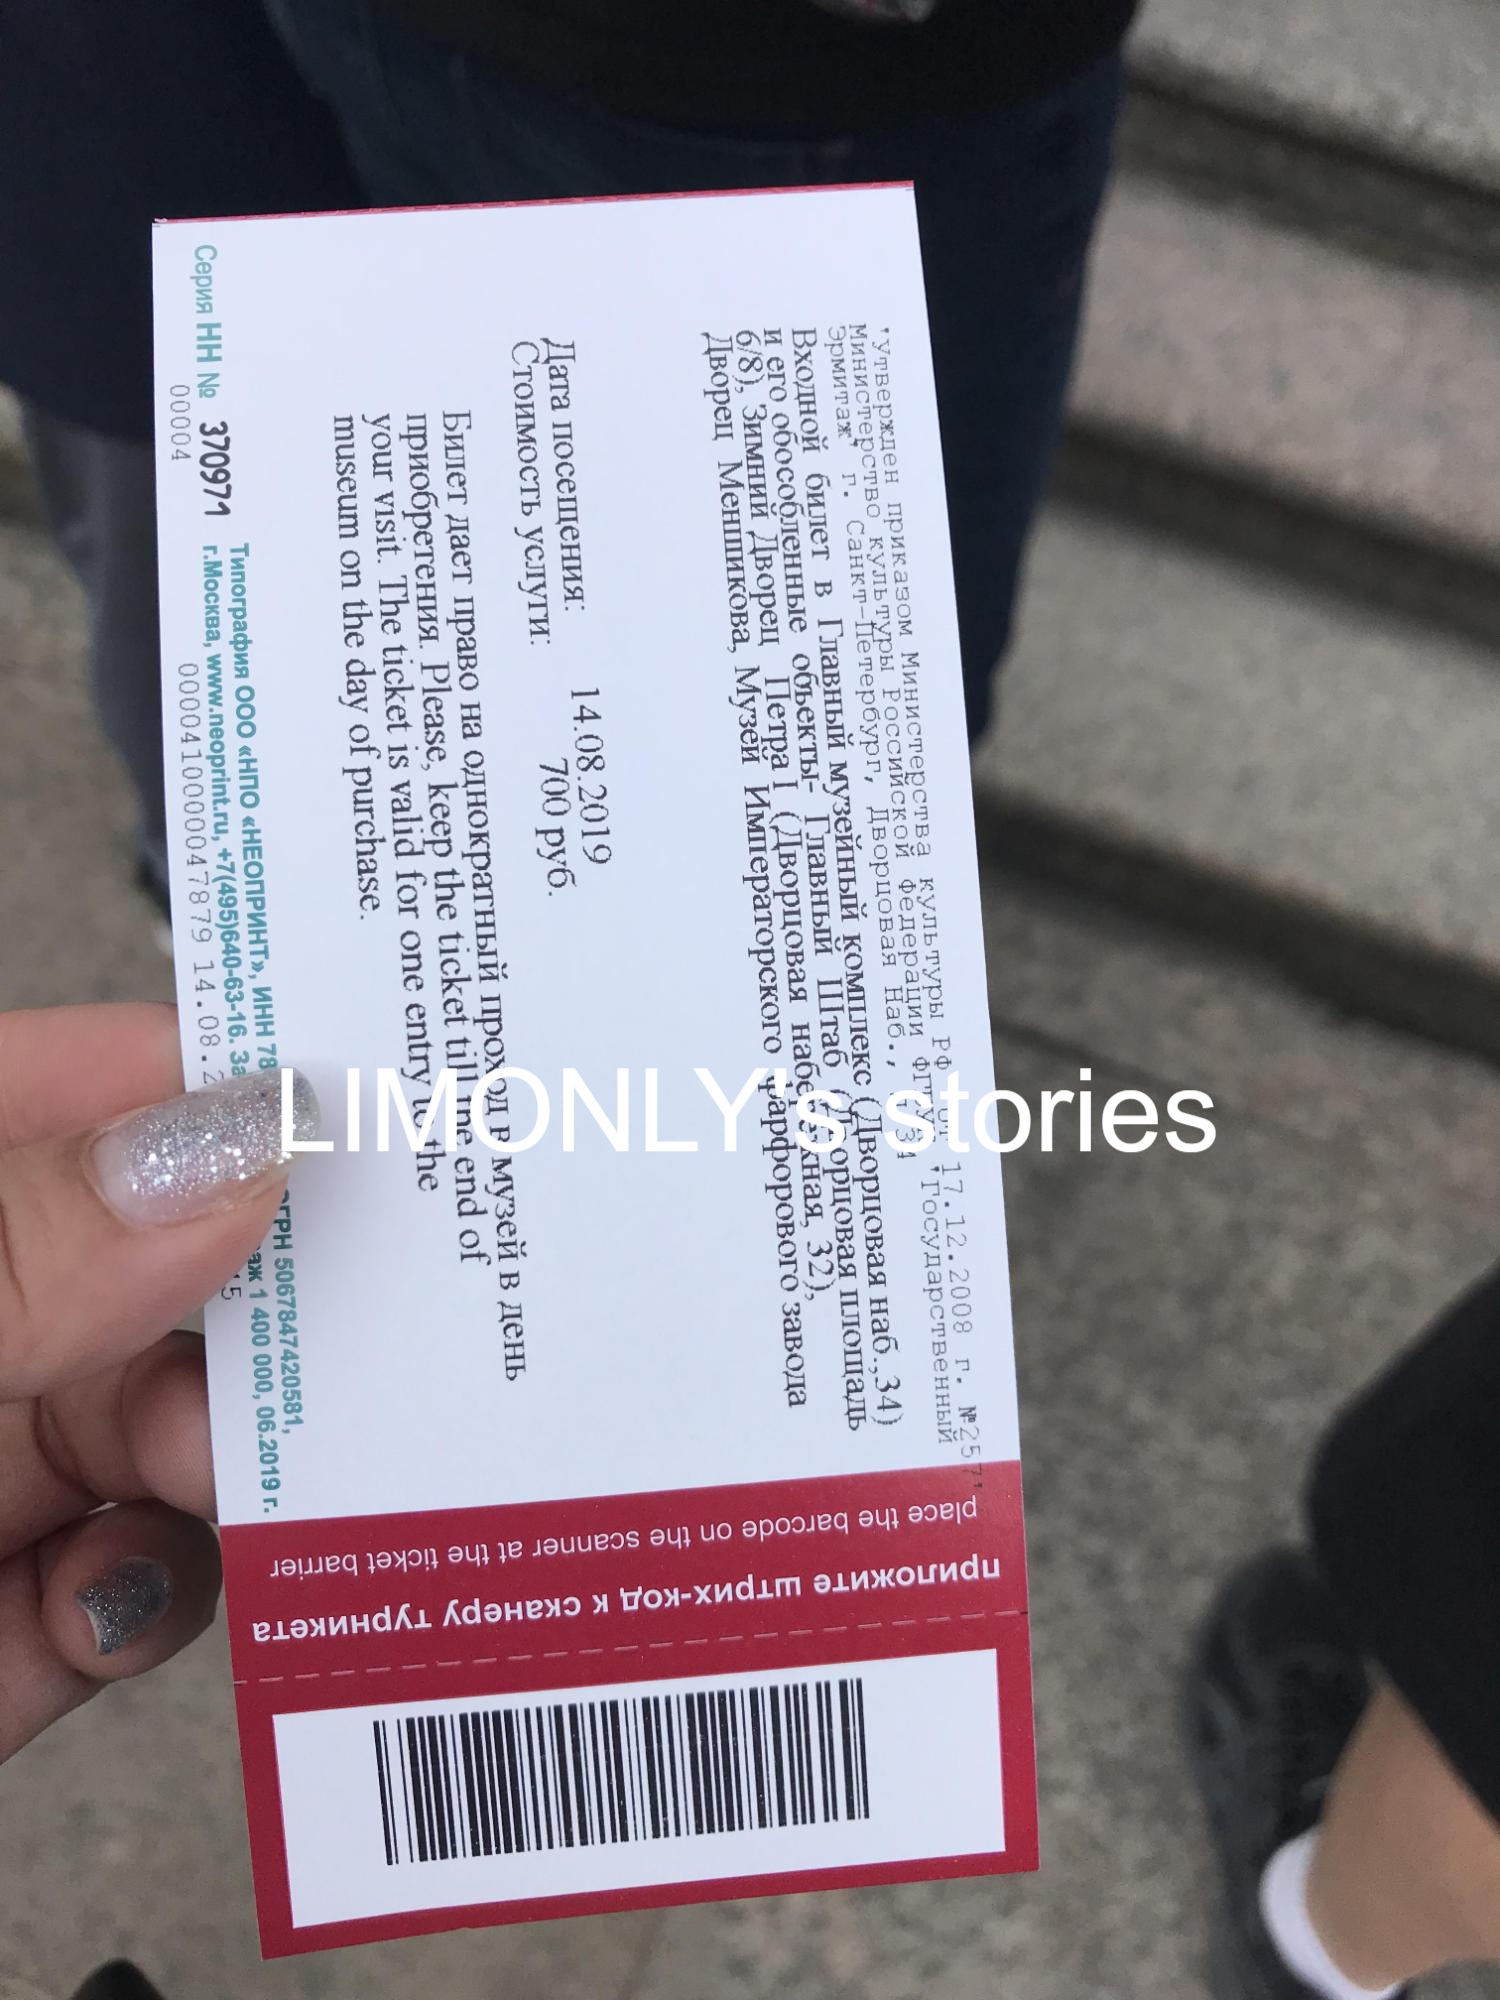 'Утвержден приказом Министерства культуры РФ от 17.12.2008 г. №257'
Министерство культуры Российской Федерации ФГУК 'Государственный
Эрмитаж' г. Санкт-Петербург, Дворцовая Наб., 34
Входной билет в Главный музейный комплекс (Дворцовая наб.,34)
и его обособленные объекты- Главный Штаб (Дворцовая площадь
6/8), Зимний Дворец Петра I (Дворцовая набережная, 32),
Дворец Меншикова, Музей Императорского фарфорового завода
Дата посещения: 14.08.2019
Стоимость услуги: 700 руб.
Билет дает право на однократный проход в музей в день
приобретения. Please, keep the ticket till the end of
your visit. The ticket is valid for one entry to the
museum on the day of purchase.
Серия НН № 370971 Типография ООО «НПО «НЕОПРИНТ», ИНН 78 ОГРН 5067847420581,
г.Москва, www.neoprint.ru, +7(495)640-63-16. За аж 1 400 000, 06.2019 г.
00004 0000410000047879 14.08.2 15
place the barcode on the scanner at the ticket barrier
приложите штрих-код к сканеру турникета
LIMONLY's stories